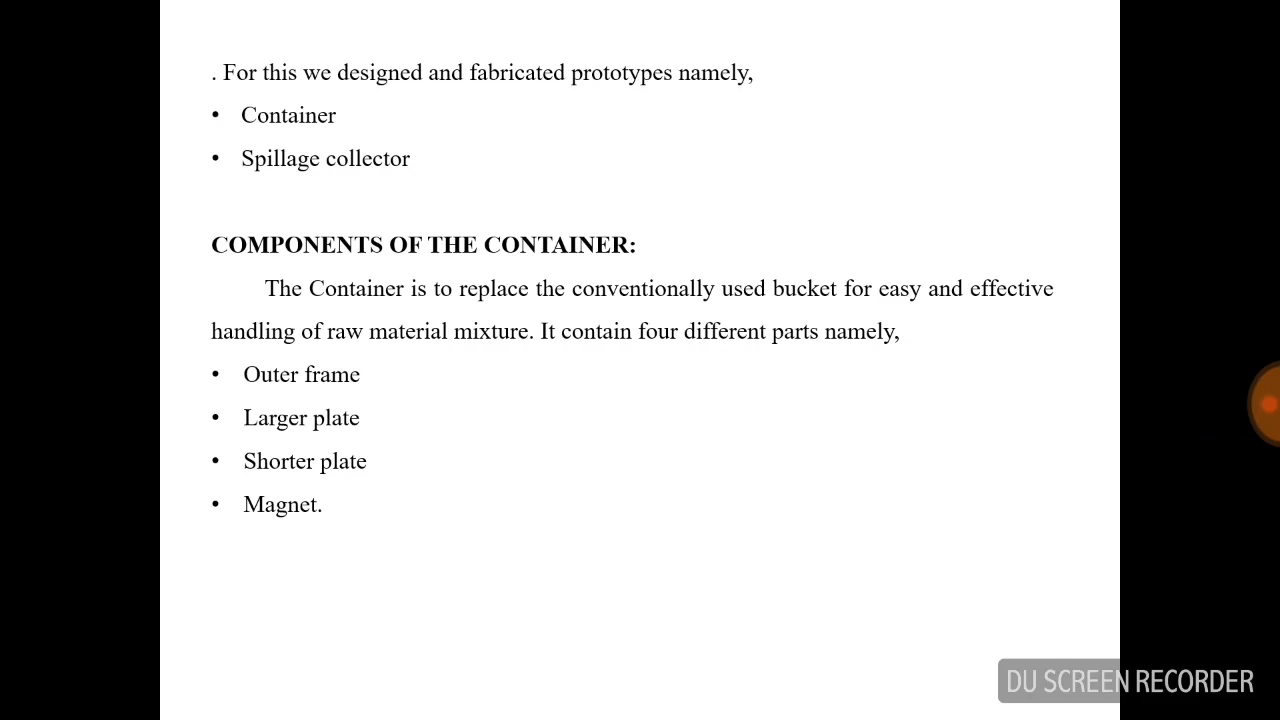 . For this we designed and fabricated prototypes namely,
• Container
• Spillage collector
COMPONENTS OF THE CONTAINER:
The Container is to replace the conventionally used bucket for easy and effective
handling of raw material mixture. It contain four different parts namely,
• Outer frame
• Larger plate
• Shorter plate
• Magnet.
DU SCREEN RECORDER